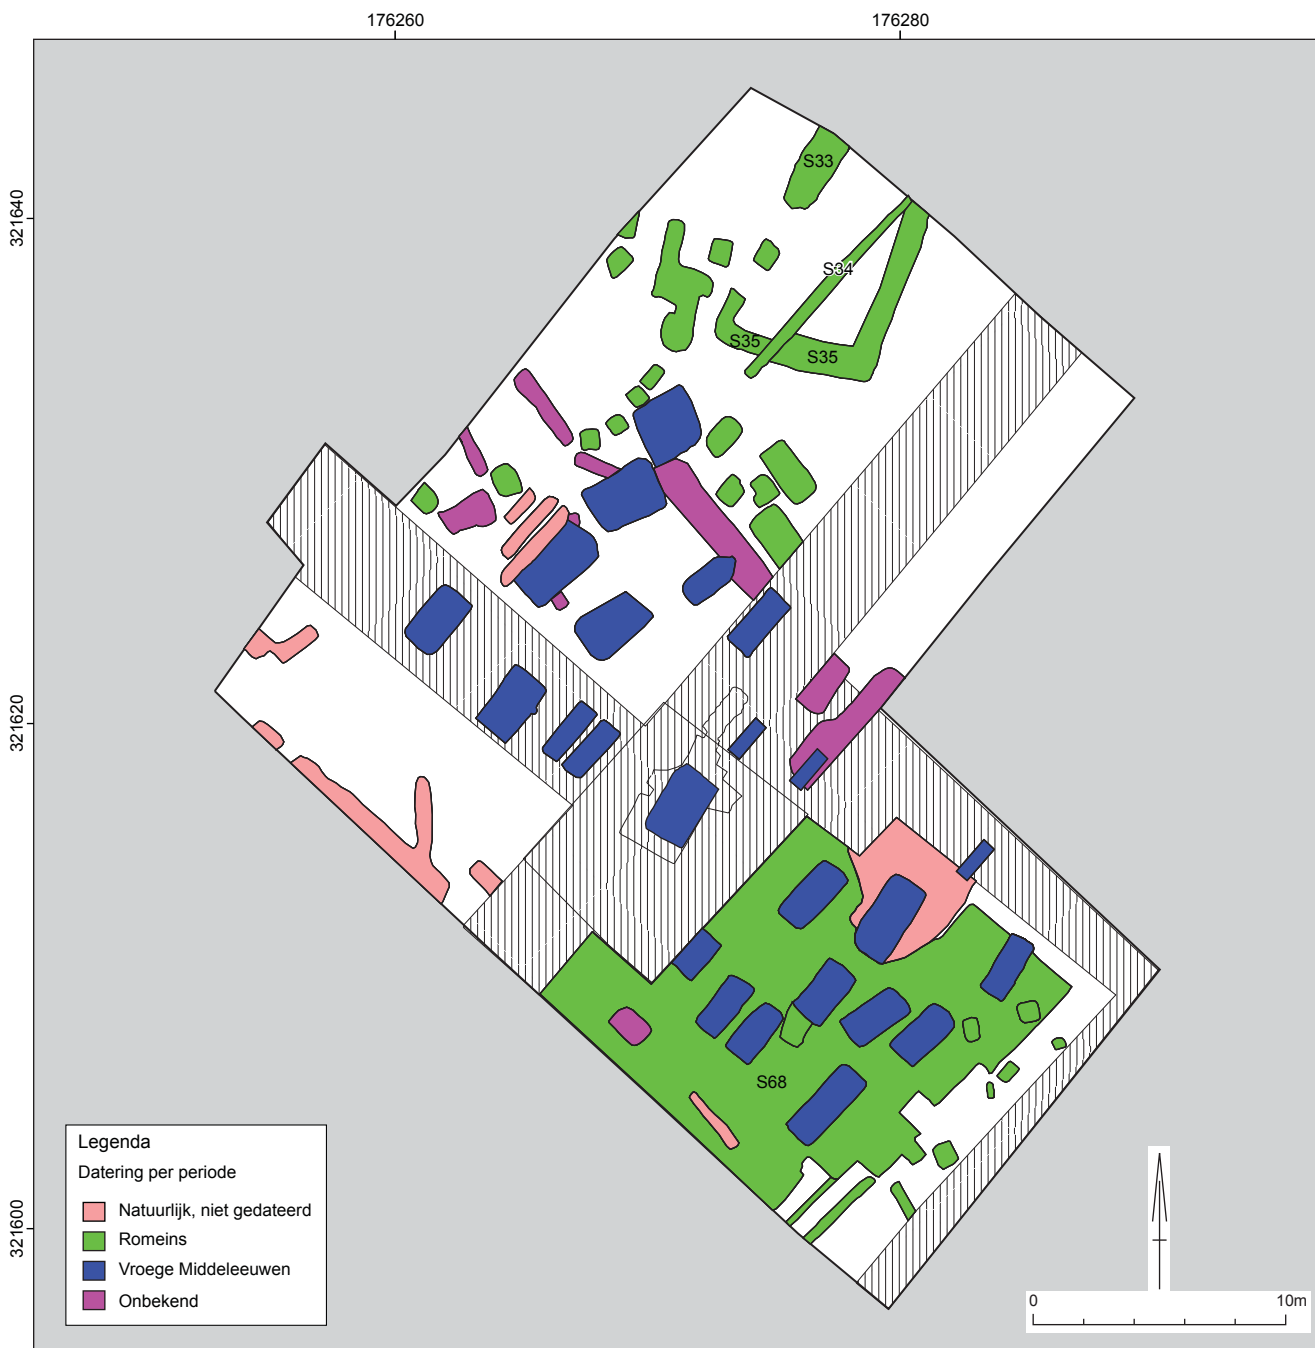 176260
176280
321640
321620
321600
S33
S34
S35
S35
S68
Legenda
Datering per periode
Natuurlijk, niet gedateerd
Romeins
Vroege Middeleeuwen
Onbekend
0
10m